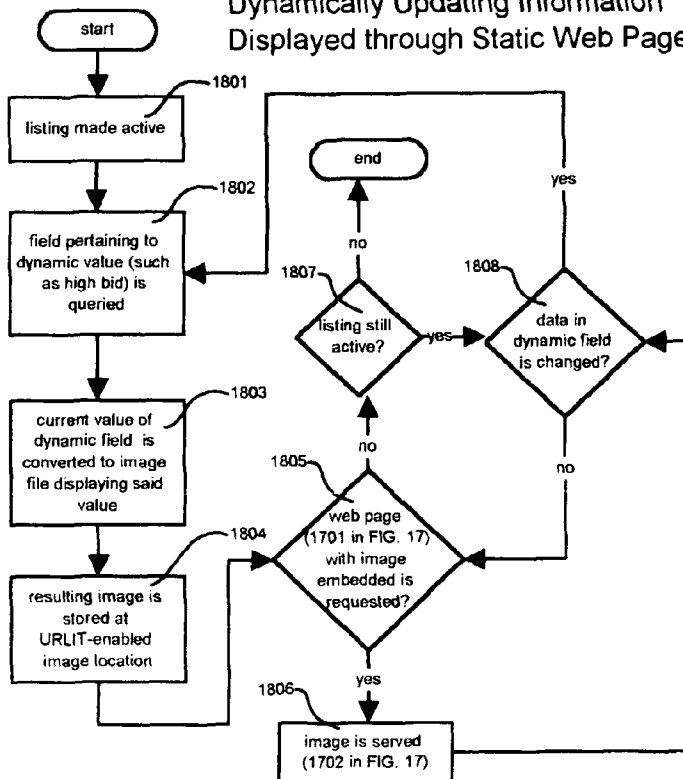 Dynamically Updating Information
Displayed through Static Web Page
start
1801
listing made active
1802
field pertaining to
dynamic value (such
as high bid) is
queried
1803
current value of
dynamic field is
converted to image
file displaying said
value
1804
resulting image is
stored at
URLIT-enabled
image location
end
no
1807
listing still
active?
yes
1808
data in
dynamic field
is changed?
yes
no
no
1805
web page
(1701 in FIG. 17)
with image
embedded is
requested?
yes
1806
image is served
(1702 in FIG. 17)